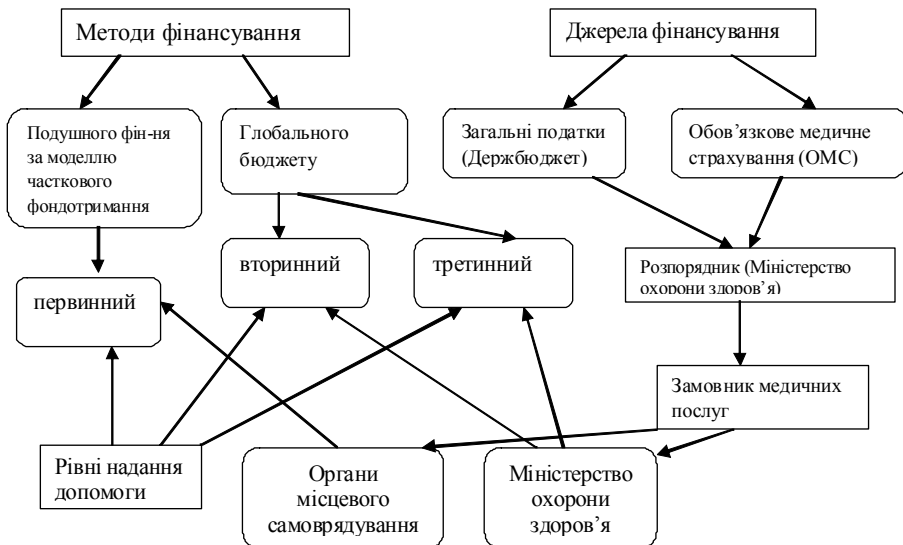 Методи фінансування
Джерела фінансування
Подушного фін-ня
за моделлю
часткового
фондотримання
Глобального
бюджету
Загальні податки
(Держбюджет)
Обов’язкове медичне
страхування (ОМС)
вторинний
третинний
первинний
Розпорядник (Міністерство
охорони здоров’я)
Замовник медичних
послуг
Рівні надання
допомоги
Органи
місцевого
самоврядування
Міністерство
охорони
здоров’я